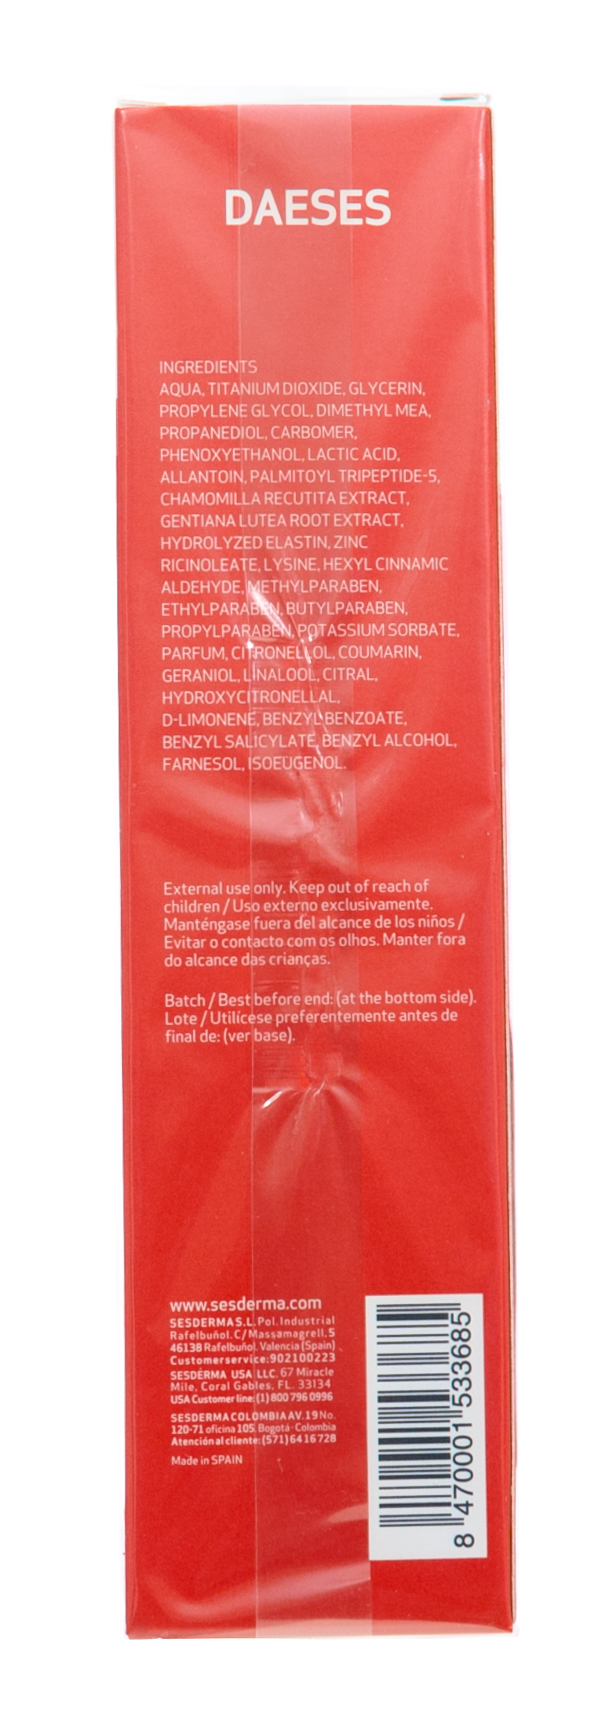 DAESES
INGREDIENTS
AQUA, TITANIUM DIOXIDE, GLYCERIN,
PROPYLENE GLYCOL, DIMETHYL MEA,
PROPANEDIOL, CARBOMER,
PHENOXYETHANOL, LACTIC ACID,
ALLANTOIN, PALMITOYL TRIPEPTIDE-5,
CHAMOMILLA RECUTITA EXTRACT,
GENTIANA LUTEA ROOT EXTRACT,
HYDROLYZED ELASTIN, ZINC
RICINOLEATE, LYSINE, HEXYL CINNAMIC
ALDEHYDE, METHYLPARABEN,
ETHYLPARABEN, BUTYLPARABEN,
PROPYLPARABEN, POTASSIUM SORBATE,
PARFUM, CITRONELLOL, COUMARIN,
GERANIOL, LINALOOL, CITRAL,
HYDROXYCITRONELLAL,
D-LIMONENE, BENZYL BENZOATE,
BENZYL SALICYLATE, BENZYL ALCOHOL,
FARNESOL, ISOEUGENOL.
External use only. Keep out of reach of
children / Uso externo exclusivamente.
Manténgase fuera del alcance de los niños /
Evitar o contacto com os olhos. Manter fora
do alcance das crianças.
Batch / Best before end: (at the bottom side).
Lote / Utilícese preferentemente antes de
final de: (ver base).
www.sesderma.com
SESDERMA S.L. Pol. Industrial
Rafelbuñol. C/ Massamagrell, 5
46138 Rafelbuñol. Valencia (Spain)
Customer service: 902100223
SESDERMA USA LLC. 67 Miracle
Mile, Coral Gables, FL. 33134
USA Customer line: (1) 800 796 0996
SESDERMA COLOMBIA AV. 19 No.
120-71 oficina 105 Bogotá - Colombia
Atención al cliente: (571) 6416728
Made in SPAIN
8 470001 533685